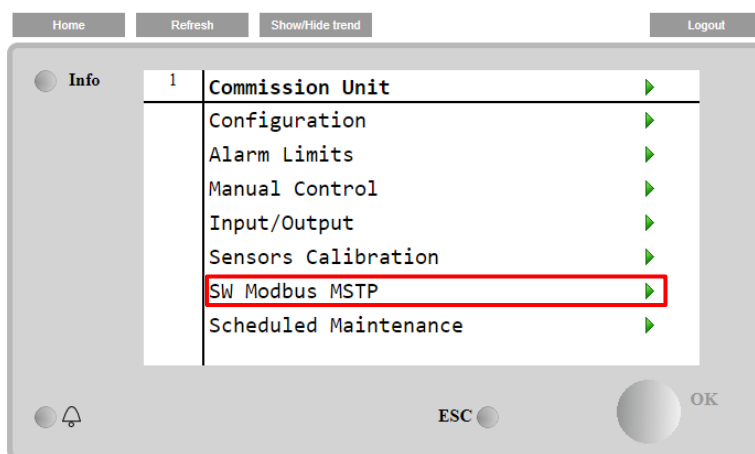 Home Refresh Show/Hide trend Logout
Info
1 Commission Unit
Configuration
Alarm Limits
Manual Control
Input/Output
Sensors Calibration
SW Modbus MSTP
Scheduled Maintenance
ESC OK